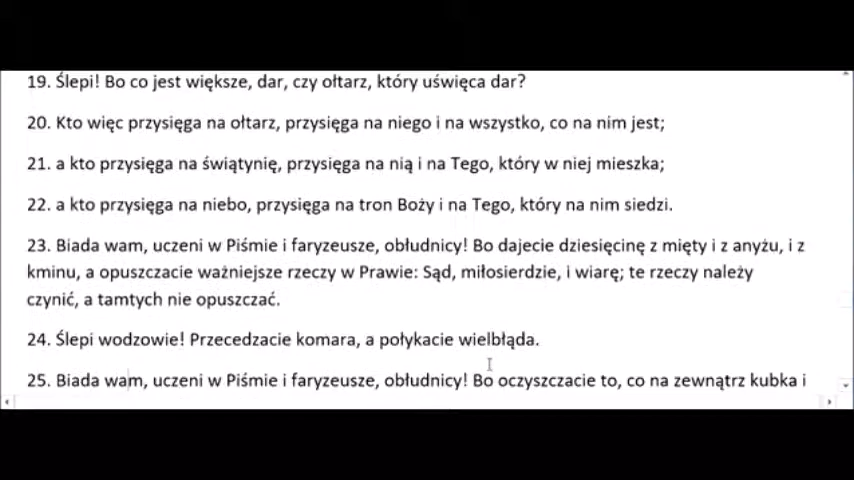 19. Ślepi! Bo co jest większe, dar, czy ołtarz, który uświęca dar?
20. Kto więc przysięga na ołtarz, przysięga na niego i na wszystko, co na nim jest;
21. a kto przysięga na świątynię, przysięga na nią i na Tego, który w niej mieszka;
22. a kto przysięga na niebo, przysięga na tron Boży i na Tego, który na nim siedzi.
23. Biada wam, uczeni w Piśmie i faryzeusze, obłudnicy! Bo dajecie dziesięcinę z mięty i z anyżu, i z
kminu, a opuszczacie ważniejsze rzeczy w Prawie: Sąd, miłosierdzie, i wiarę; te rzeczy należy
czynić, a tamtych nie opuszczać.
24. Ślepi wodzowie! Przecedzacie komara, a połykacie wielbłąda.
25. Biada wam, uczeni w Piśmie i faryzeusze, obłudnicy! Bo oczyszczacie to, co na zewnątrz kubka i